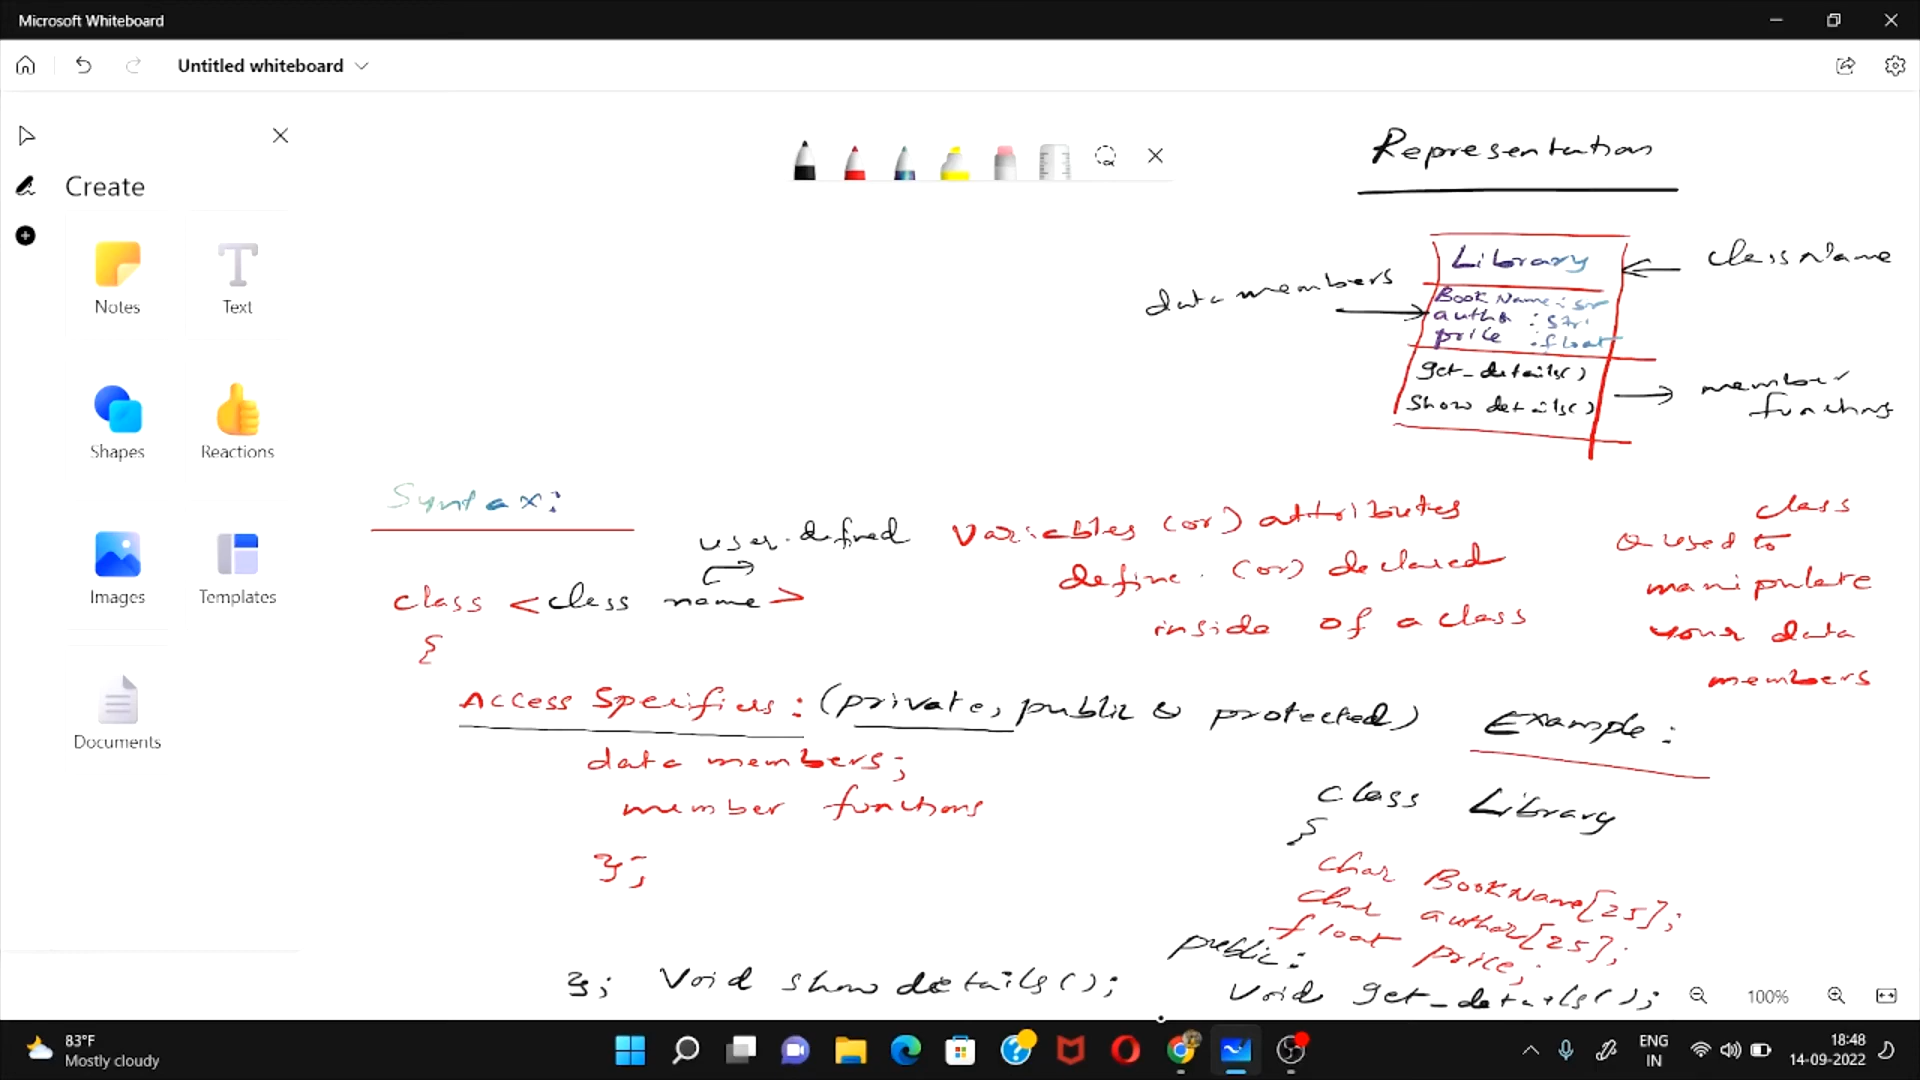 Microsoft Whiteboard
Untitled whiteboard
Create
Notes
Text
Shapes
Reactions
Images
Templates
Documents
Representation
Library
class Name
data members
Book Name : str
author : stri
price : float
get_details()
show details()
member
functions
Syntax:
user-defined
class <class name>
{
Access Specifiers: (private, public & protected)
data members;
member functions
};
Variables (or) attributes
define (or) declared
inside of a class
class
used to
manipulate
your data
members
Example:
class Library
{
char BookName[25];
char author[25];
float price;
public:
void get_details();
}; void show details();
100%
83°F
Mostly cloudy
ENG
IN
18:48
14-09-2022